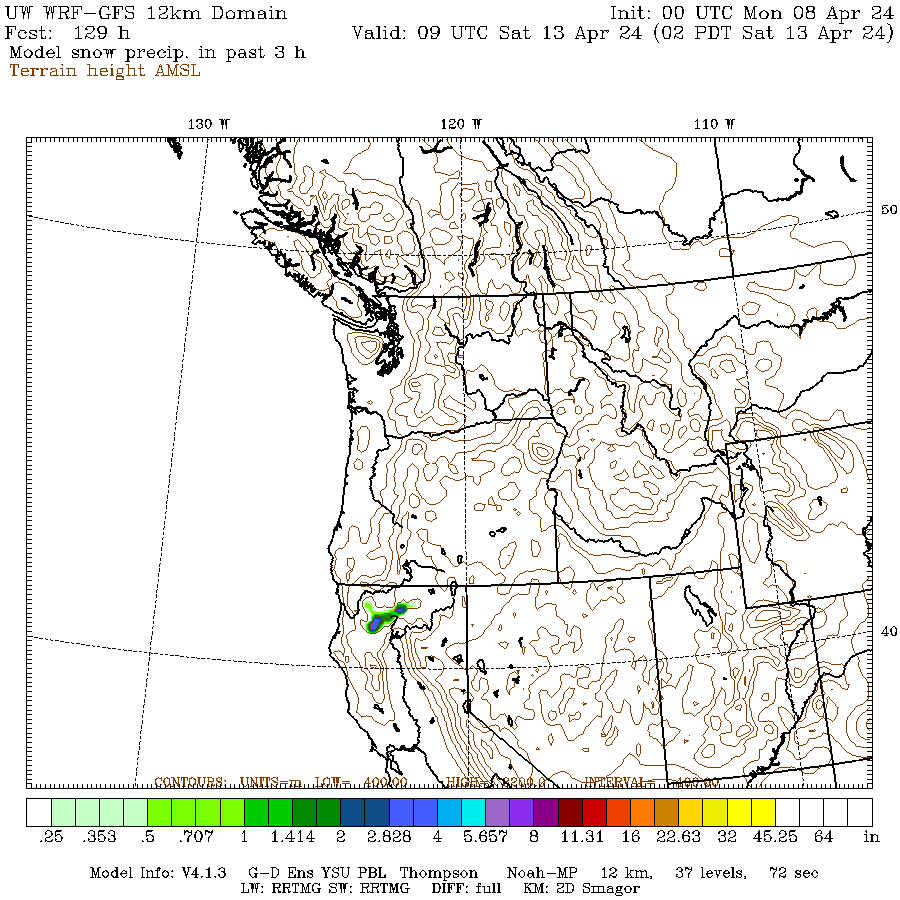 UW WRF-GFS 12km Domain Init: 00 UTC Mon 08 Apr 24
Fcst: 129 h Valid: 09 UTC Sat 13 Apr 24 (02 PDT Sat 13 Apr 24)
Model snow precip. in past 3 h
Terrain height AMSL
130 W 120 W 110 W
50
40
CONTOURS: UNITS=m LOW= 400.00 HIGH= 3200.0 INTERVAL= 400.00
.25 .353 .5 .707 1 1.414 2 2.828 4 5.657 8 11.31 16 22.63 32 45.25 64 in
Model Info: V4.1.3 G-D Ens YSU PBL Thompson Noah-MP 12 km, 37 levels, 72 sec
LW: RRTMG SW: RRTMG DIFF: full KM: 2D Smagor